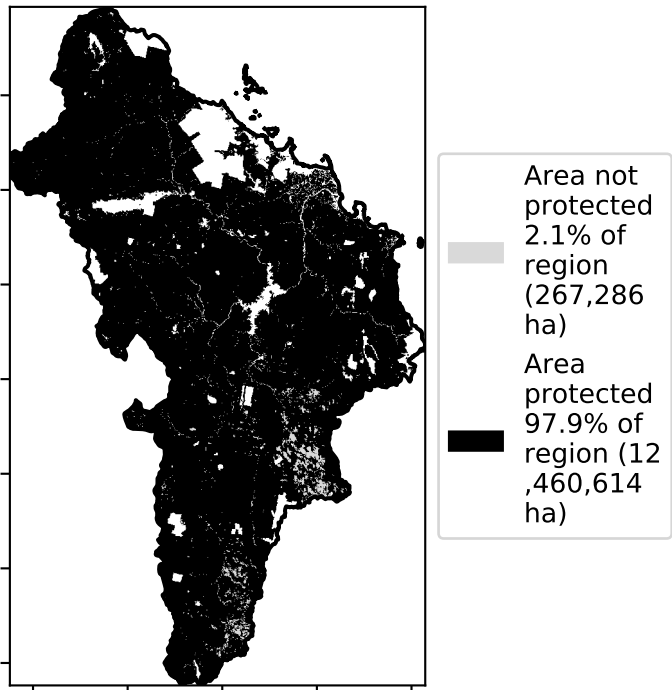 Area not
protected
2.1% of
region
(267,286
ha)
Area
protected
97.9% of
region (12
,460,614
ha)